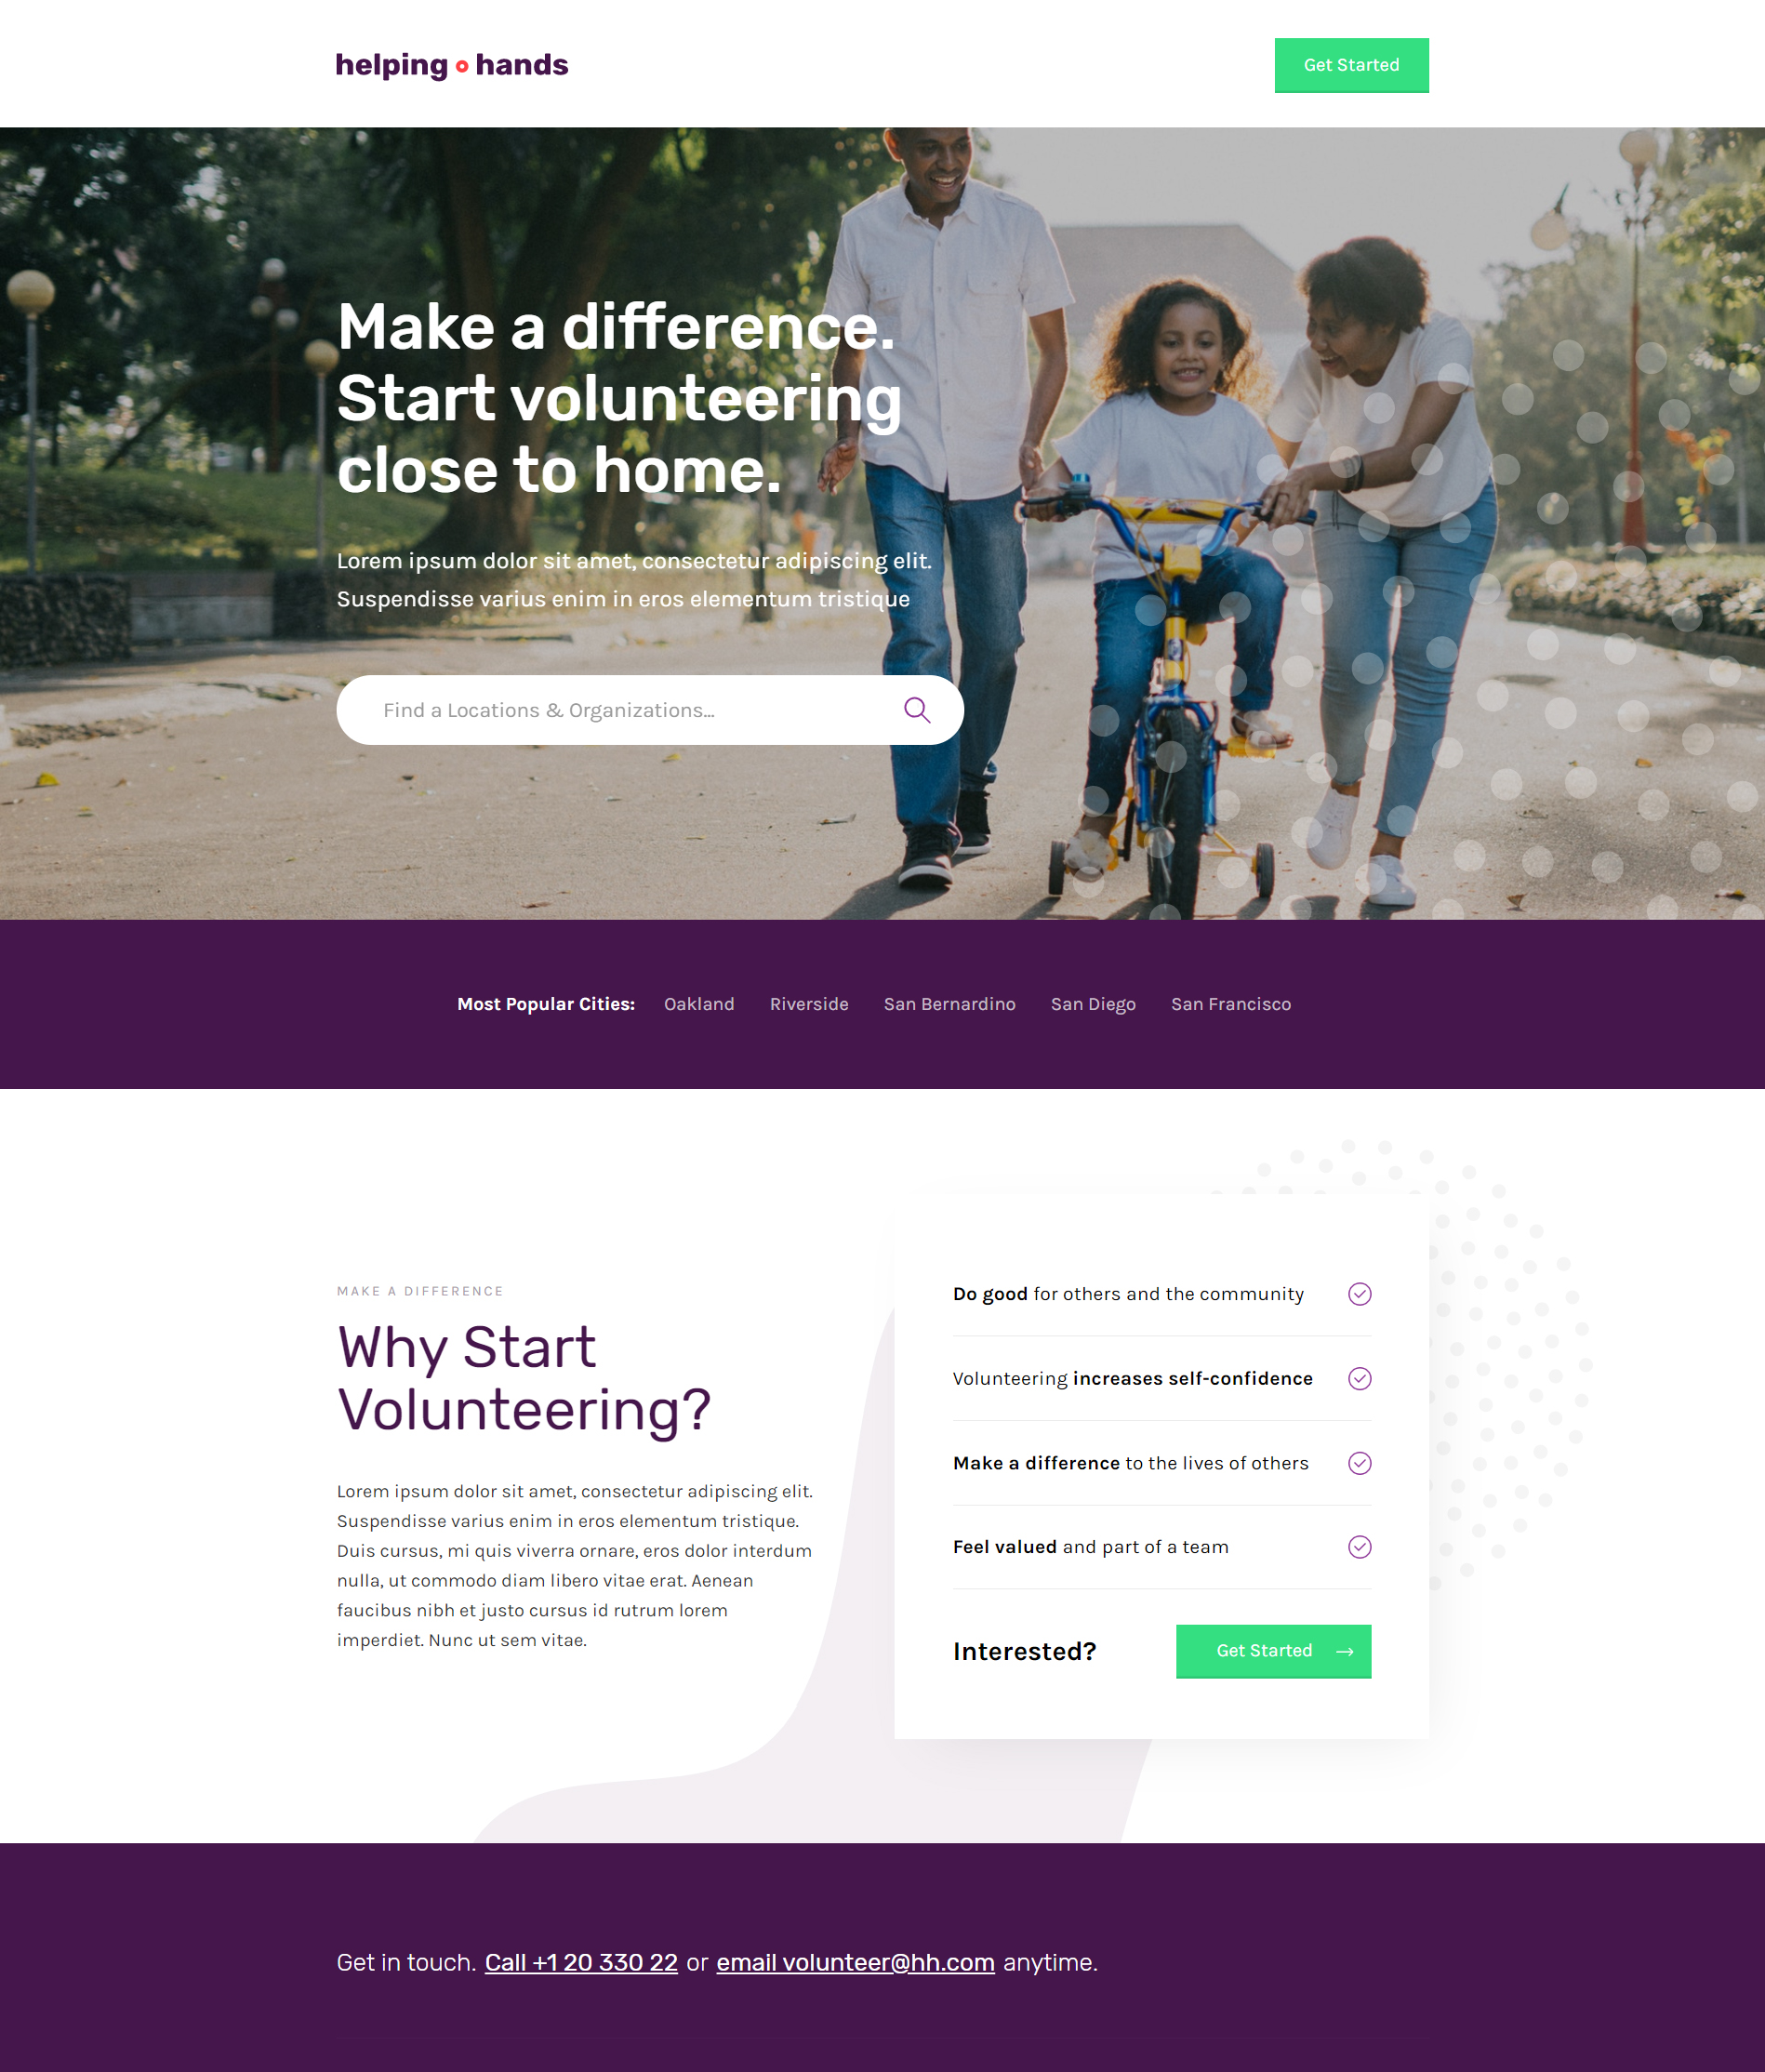 helping hands
Get Started
Make a difference.
Start volunteering
close to home.
Lorem ipsum dolor sit amet, consectetur adipiscing elit.
Suspendisse varius enim in eros elementum tristique
Find a Locations & Organizations...
Most Popular Cities: Oakland Riverside San Bernardino San Diego San Francisco
MAKE A DIFFERENCE
Why Start
Volunteering?
Lorem ipsum dolor sit amet, consectetur adipiscing elit.
Suspendisse varius enim in eros elementum tristique.
Duis cursus, mi quis viverra ornare, eros dolor interdum
nulla, ut commodo diam libero vitae erat. Aenean
faucibus nibh et justo cursus id rutrum lorem
imperdiet. Nunc ut sem vitae.
Do good for others and the community
Volunteering increases self-confidence
Make a difference to the lives of others
Feel valued and part of a team
Interested?
Get Started →
Get in touch. Call +1 20 330 22 or email volunteer@hh.com anytime.